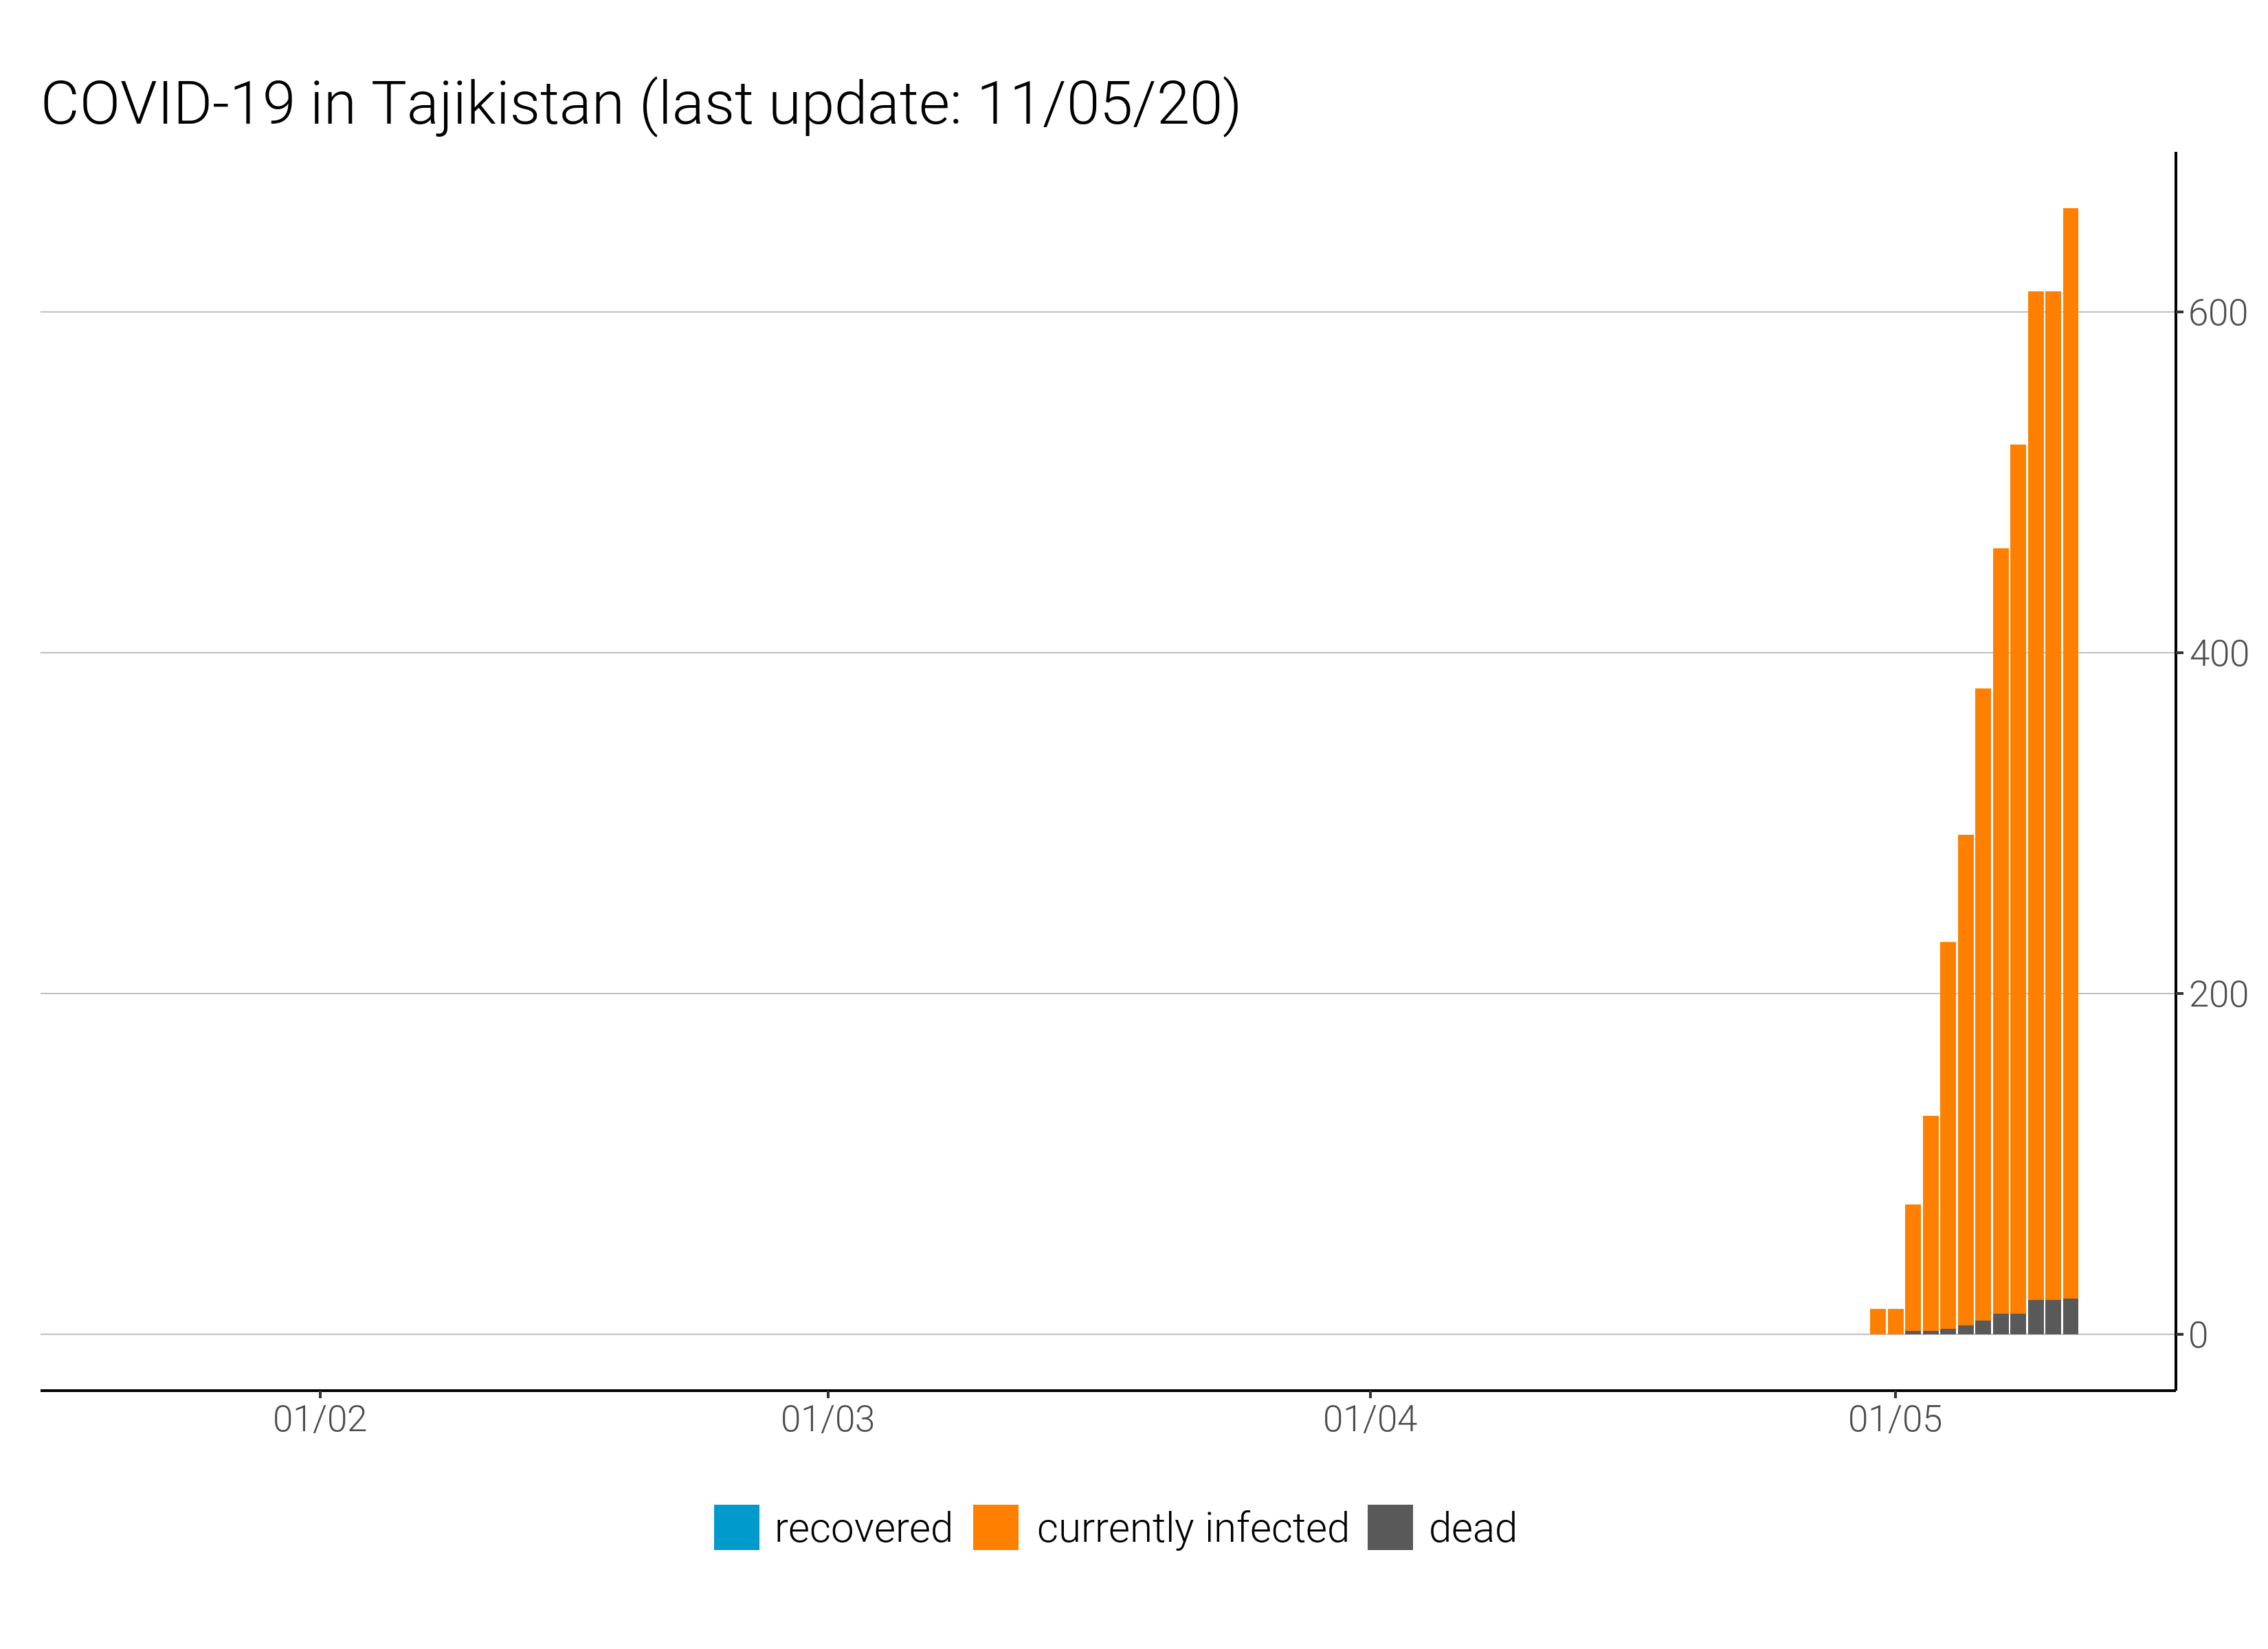 COVID-19 in Tajikistan (last update: 11/05/20)
600
400
200
0
01/02 01/03 01/04 01/05
recovered currently infected dead